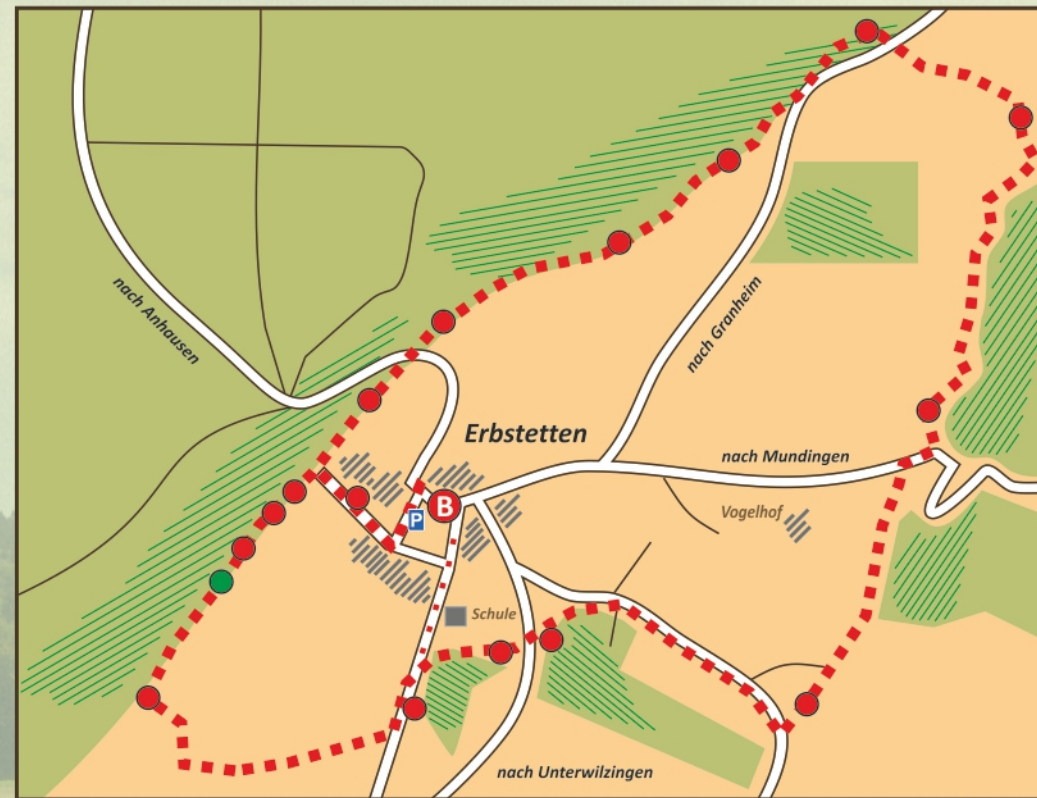 nach Anhausen
nach Granheim
Erbstetten
nach Mundingen
B
P
Vogelhof
Schule
nach Unterwilzingen